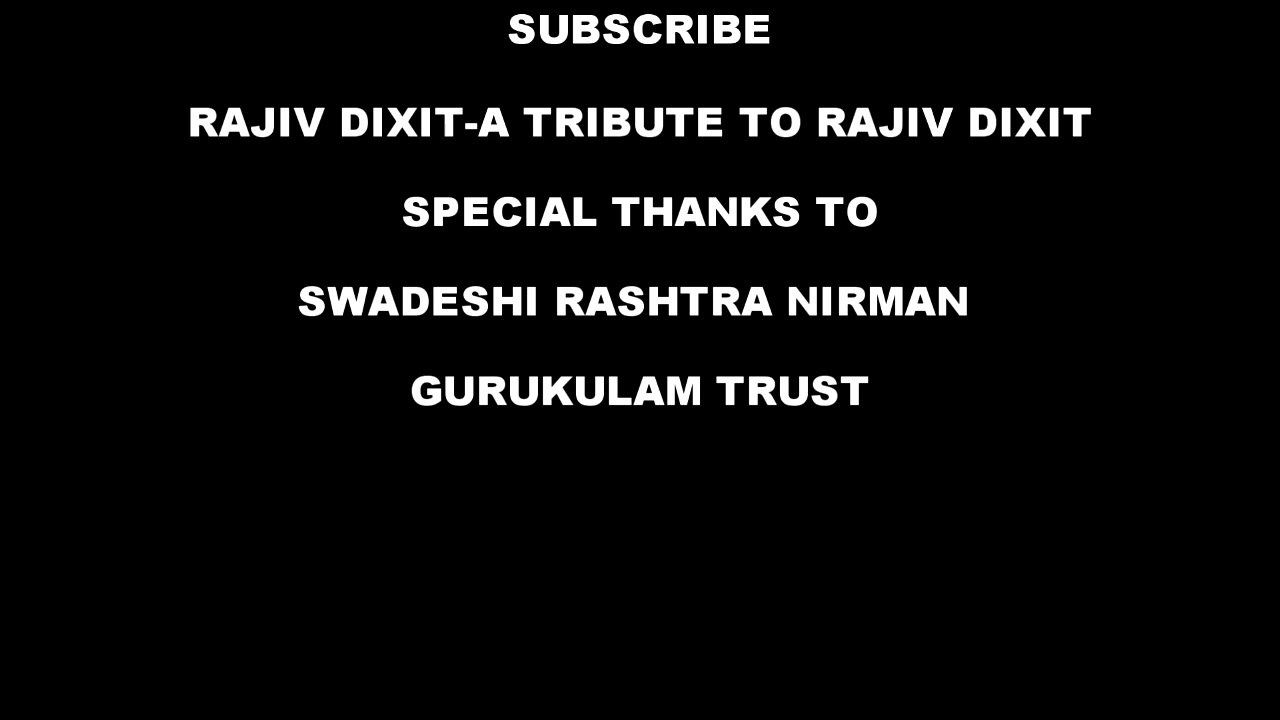 SUBSCRIBE
RAJIV DIXIT-A TRIBUTE TO RAJIV DIXIT
SPECIAL THANKS TO
SWADESHI RASHTRA NIRMAN
GURUKULAM TRUST